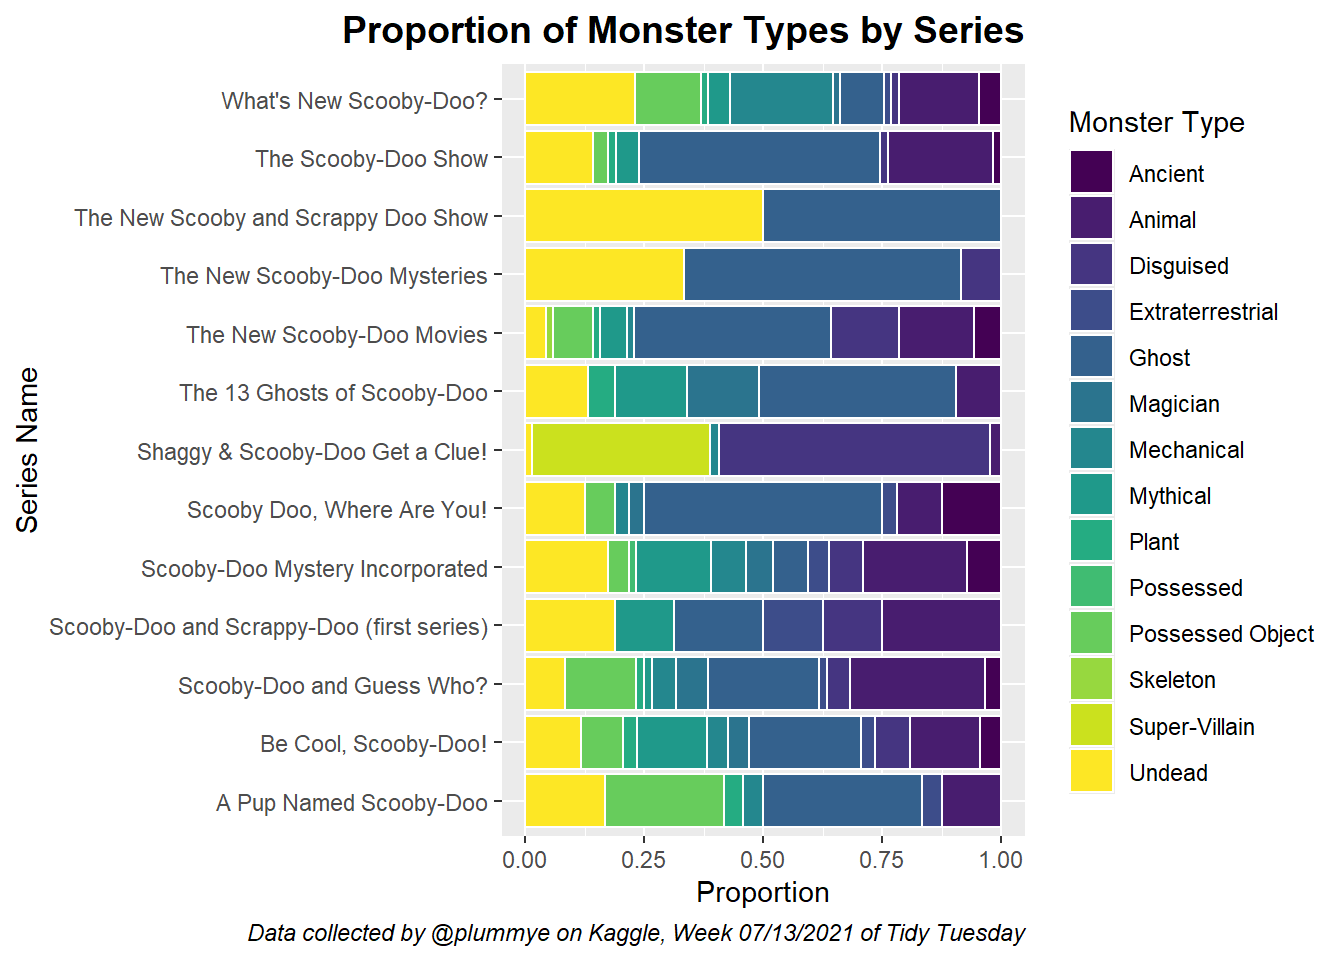 Proportion of Monster Types by Series
What's New Scooby-Doo?
The Scooby-Doo Show
The New Scooby and Scrappy Doo Show
The New Scooby-Doo Mysteries
The New Scooby-Doo Movies
The 13 Ghosts of Scooby-Doo
Shaggy & Scooby-Doo Get a Clue!
Scooby Doo, Where Are You!
Scooby-Doo Mystery Incorporated
Scooby-Doo and Scrappy-Doo (first series)
Scooby-Doo and Guess Who?
Be Cool, Scooby-Doo!
A Pup Named Scooby-Doo
Series Name
0.00 0.25 0.50 0.75 1.00
Proportion
Monster Type
Ancient
Animal
Disguised
Extraterrestrial
Ghost
Magician
Mechanical
Mythical
Plant
Possessed
Possessed Object
Skeleton
Super-Villain
Undead
Data collected by @plummye on Kaggle, Week 07/13/2021 of Tidy Tuesday